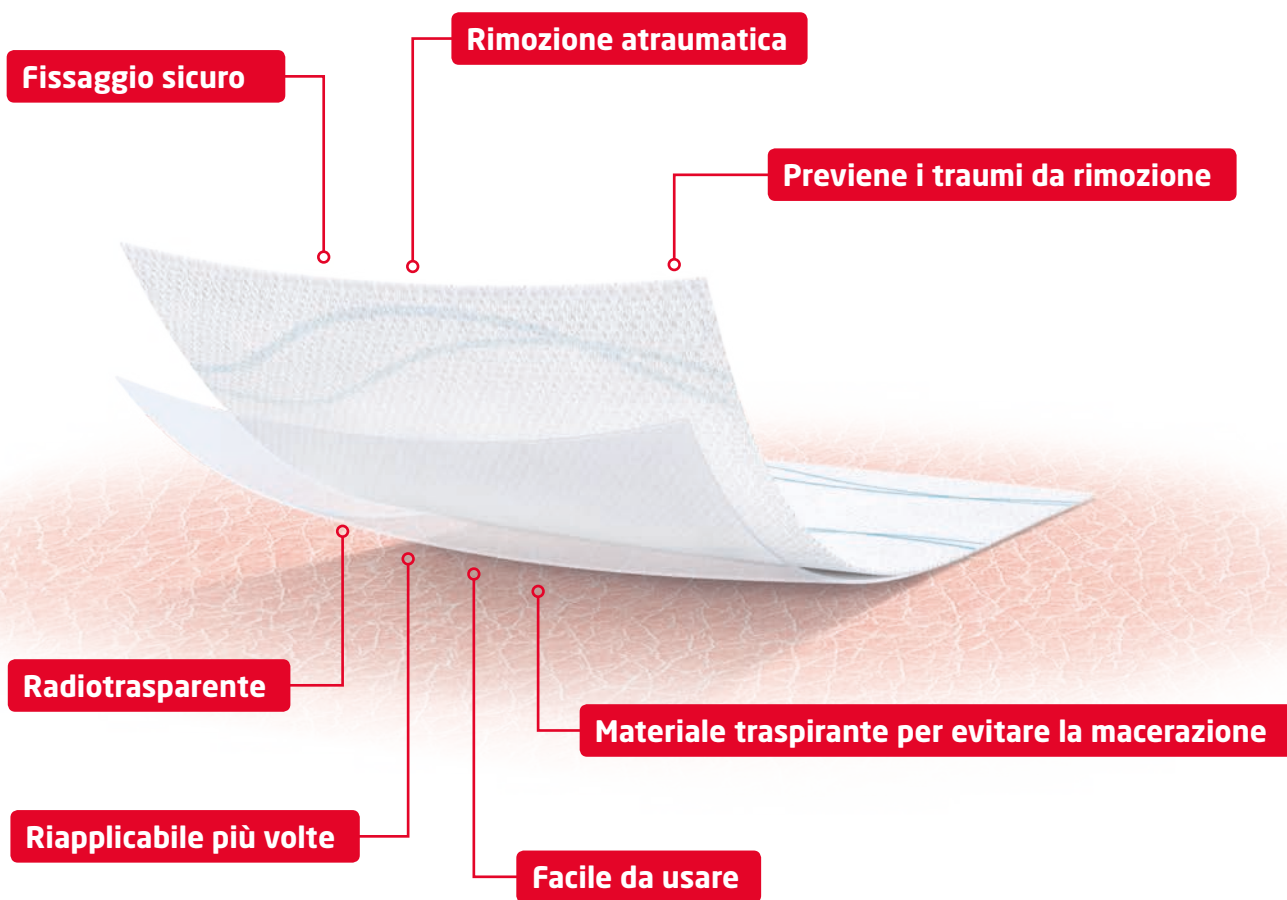 Rimozione atraumatica
Fissaggio sicuro
Previene i traumi da rimozione
Radiotrasparente
Materiale traspirante per evitare la macerazione
Riapplicabile più volte
Facile da usare